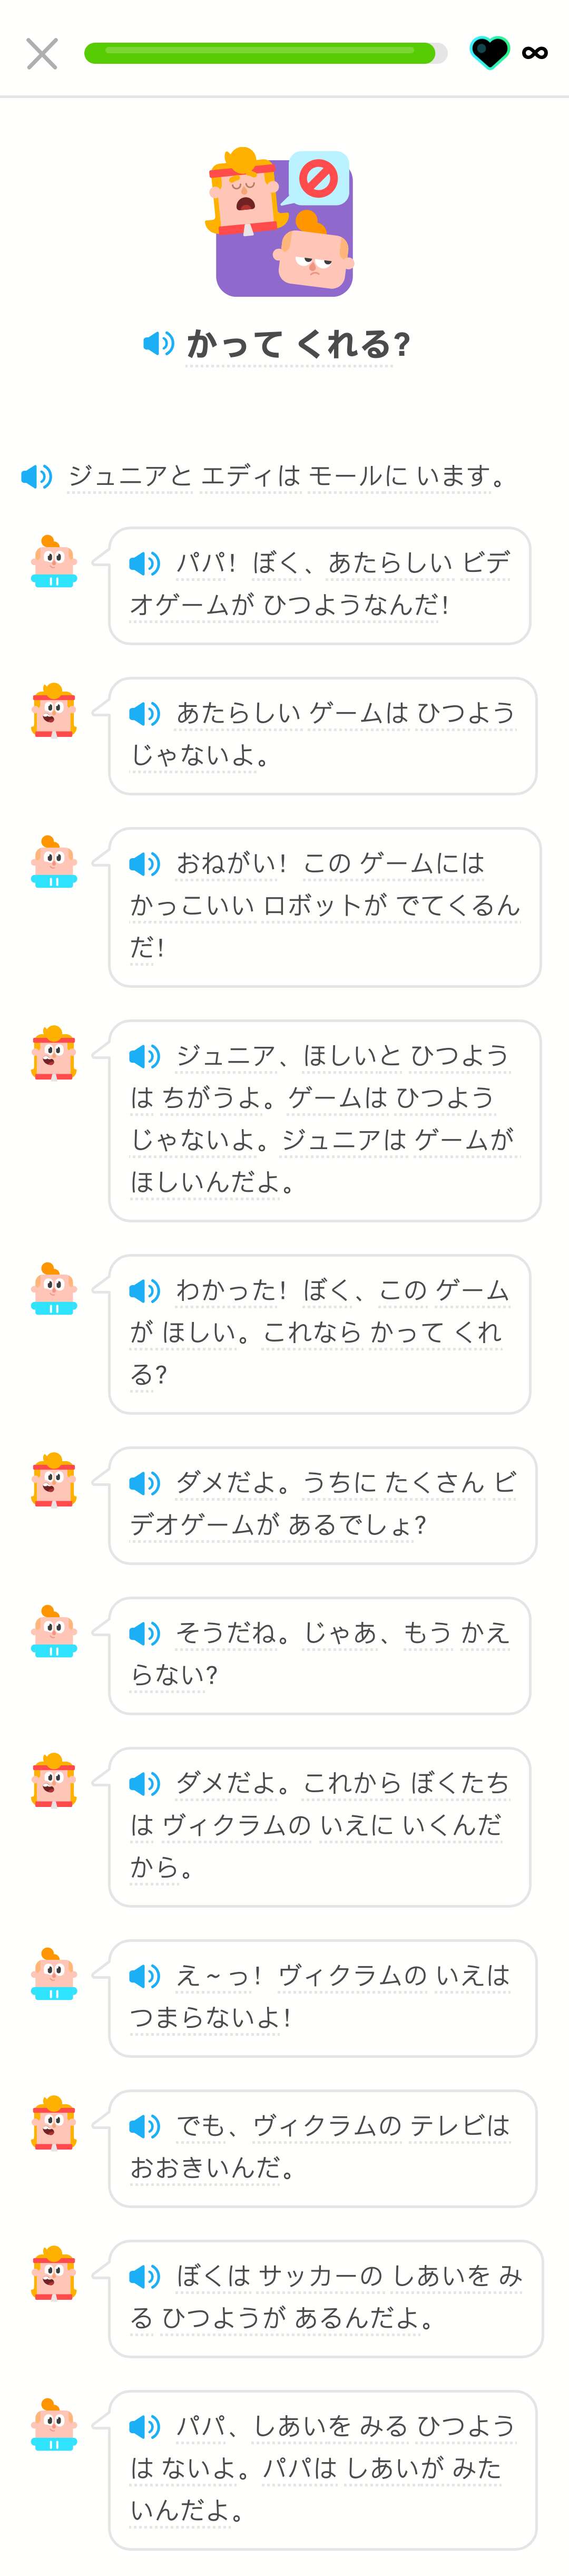 かって くれる?
ジュニアと エディは モールに います。
パパ! ぼく、あたらしい ビデ
オゲームが ひつようなんだ!
あたらしい ゲームは ひつよう
じゃないよ。
おねがい! この ゲームには
かっこいい ロボットが でてくるん
だ!
ジュニア、ほしいと ひつよう
は ちがうよ。ゲームは ひつよう
じゃないよ。ジュニアは ゲームが
ほしいんだよ。
わかった! ぼく、この ゲーム
が ほしい。これなら かって くれ
る?
ダメだよ。うちに たくさん ビ
デオゲームが あるでしょ?
そうだね。じゃあ、もう かえ
らない?
ダメだよ。これから ぼくたち
は ヴィクラムの いえに いくんだ
から。
え~っ! ヴィクラムの いえは
つまらないよ!
でも、ヴィクラムの テレビは
おおきいんだ。
ぼくは サッカーの しあいを み
る ひつようが あるんだよ。
パパ、しあいを みる ひつよう
は ないよ。パパは しあいが みた
いんだよ。